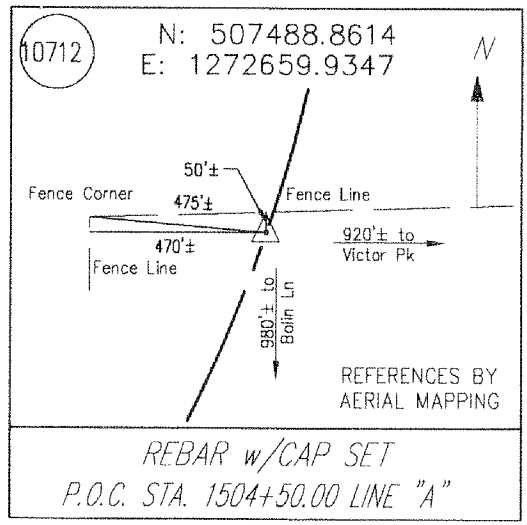 10712
N: 507488.8614
E: 1272659.9347
N
50'±
Fence Corner
475'±
Fence Line
470'±
Fence Line
920'± to
Victor Pk
980'± to
Bolin Ln
REFERENCES BY
AERIAL MAPPING
REBAR w/CAP SET
P.O.C. STA. 1504+50.00 LINE "A"